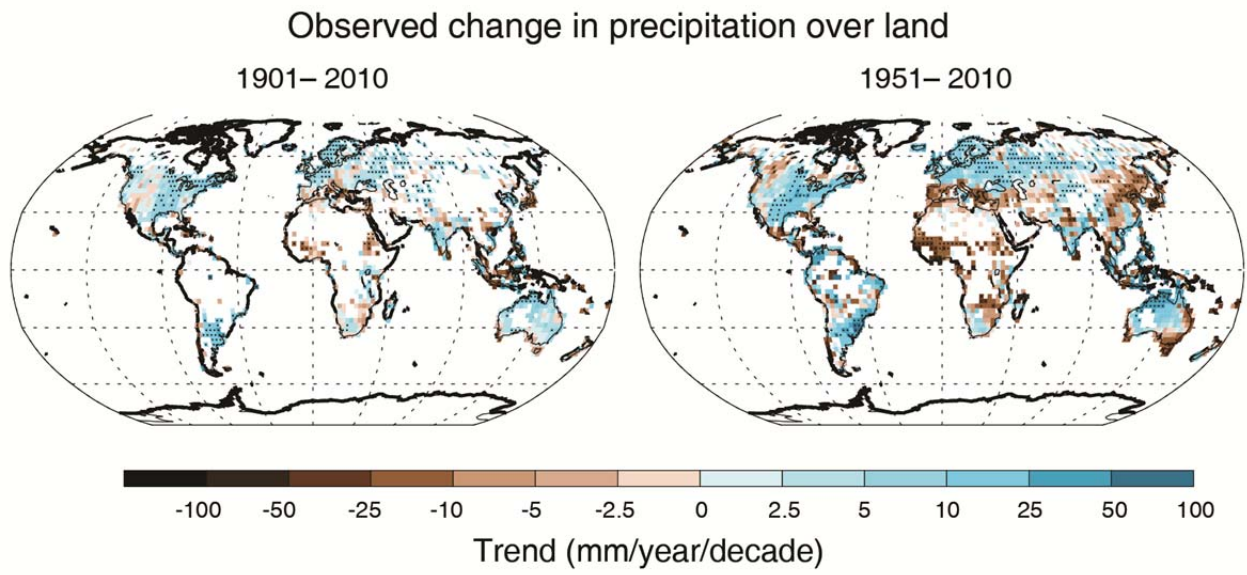 Observed change in precipitation over land
1901– 2010
1951– 2010
-100 -50 -25 -10 -5 -2.5 0 2.5 5 10 25 50 100
Trend (mm/year/decade)